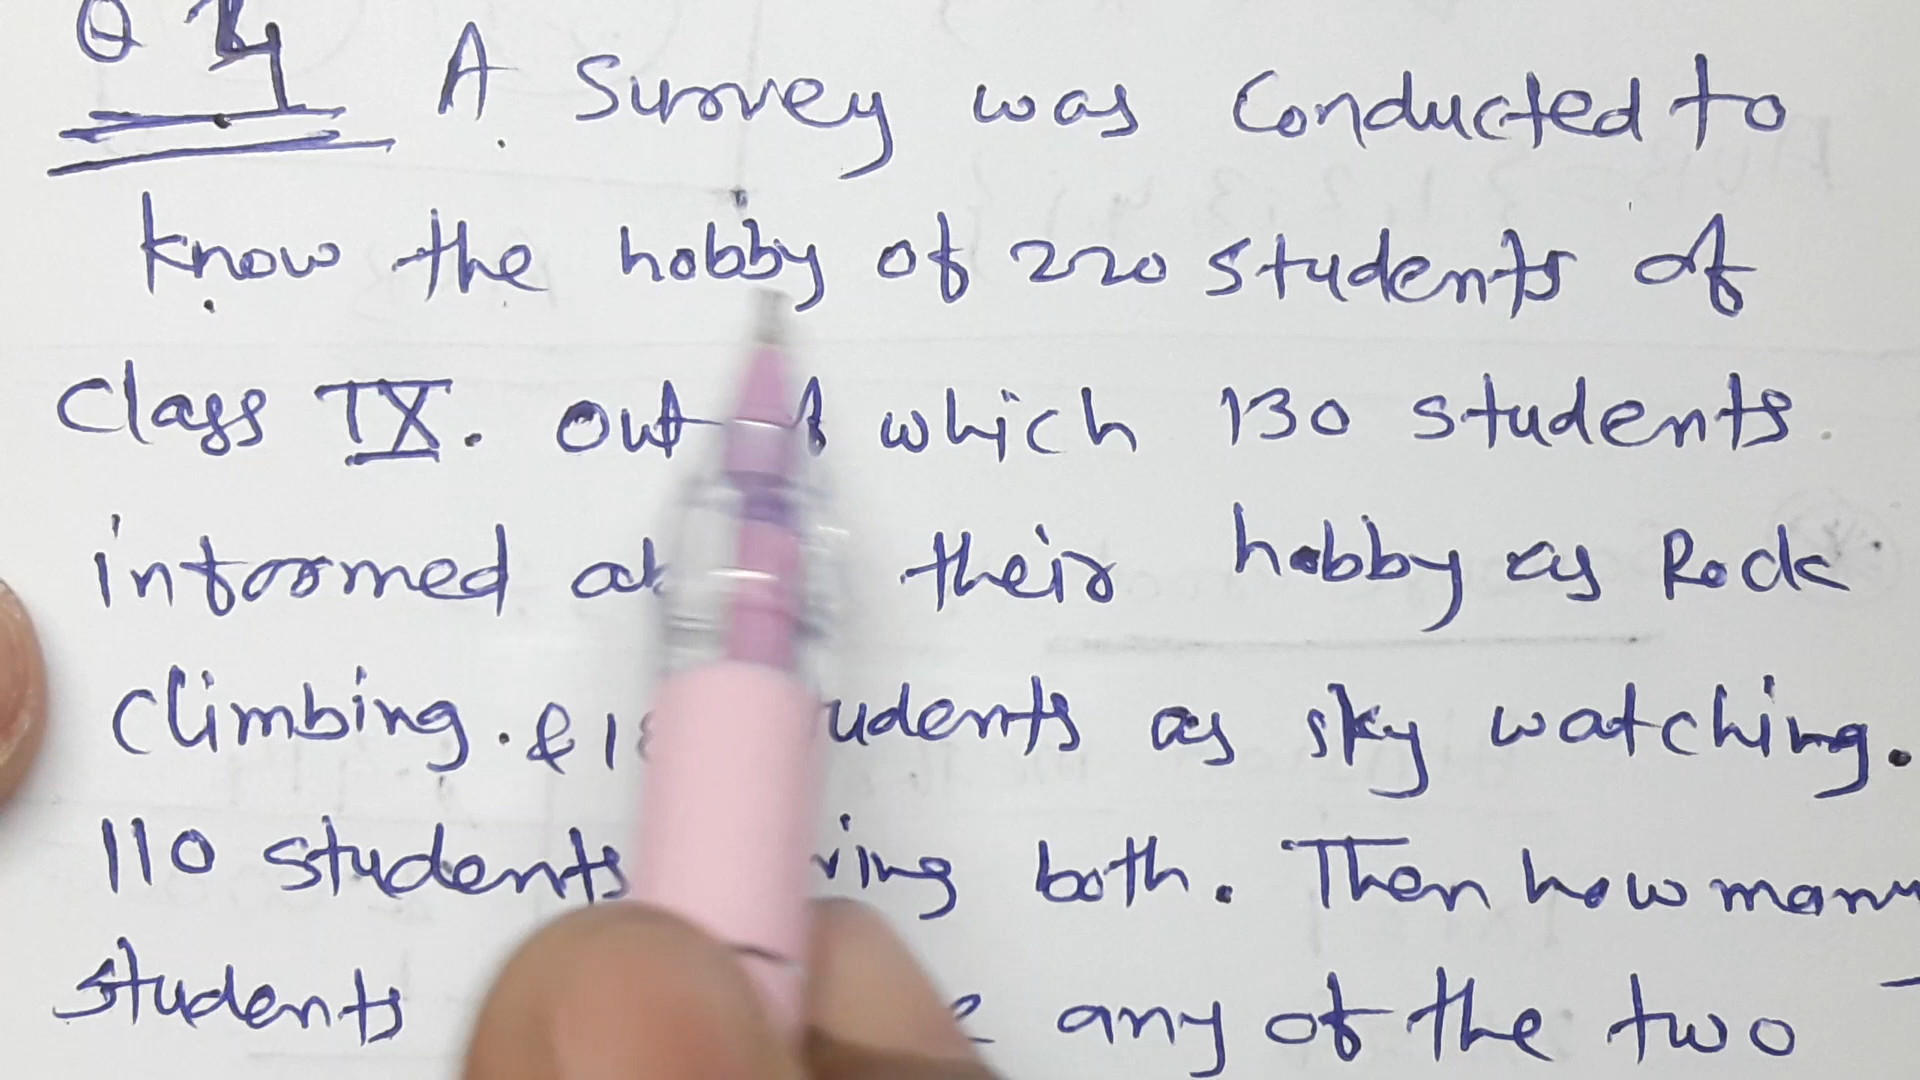 Q 4 A Survey was Conducted to
know the hobby of 220 students of
Class IX. out which 130 students
informed their hobby as Rock
Climbing. & as sky watching.
110 students both. Then how many
students any of the two